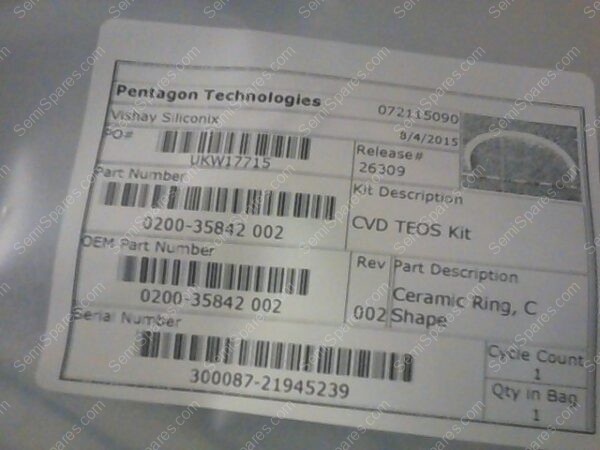 Pentagon Technologies
072115090
Vishay Siliconix
8/4/2015
PO#
UKW17715
Release#
26309
Part Number
0200-35842 002
Kit Description
CVD TEOS Kit
OEM Part Number
0200-35842 002
Rev
002
Part Description
Ceramic Ring, C
Shape
Serial Number
300087-21945239
Cycle Count
1
Qty in Bag
1
SemiSpares.com